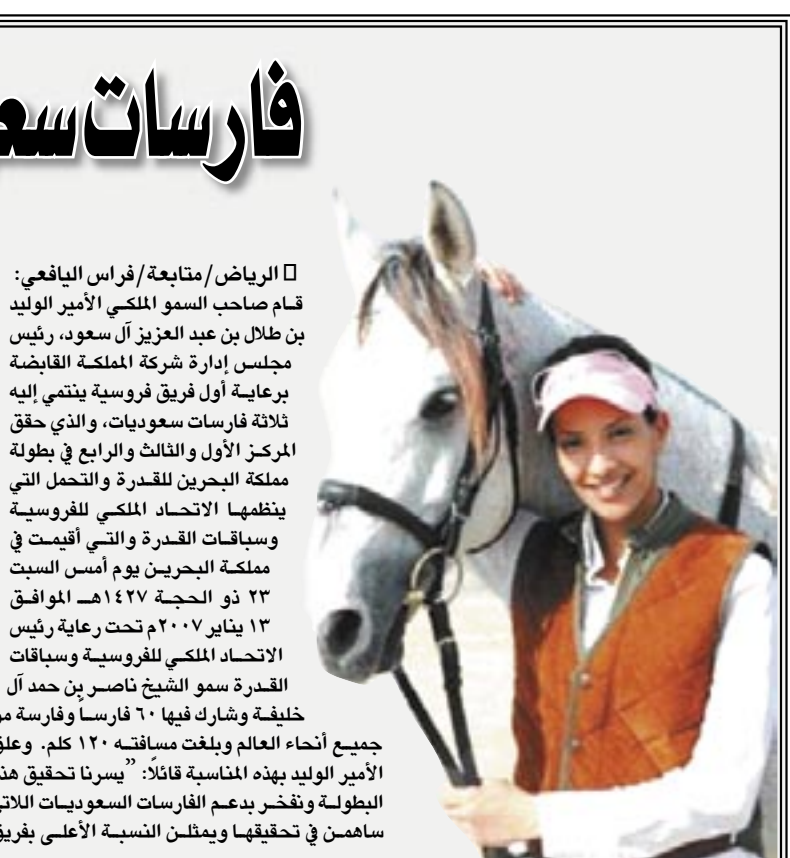 فارسات سعـ
الرياض/متابعة/فراس اليافعي:
قام صاحب السمو الملكي الأمير الوليد
بن طلال بن عبد العزيز آل سعود، رئيس
مجلس إدارة شركة المملكة القابضة
برعاية أول فريق فروسية ينتمي إليه
ثلاثة فارسات سعوديات، والذي حقق
المركز الأول والثالث والرابع في بطولة
مملكة البحرين للقدرة والتحمل التي
ينظمها الاتحاد الملكي للفروسية
وسباقات القدرة والتي أقيمت في
مملكة البحرين يوم أمس السبت
٢٣ ذو الحجة ١٤٢٧هـ الموافق
١٣ يناير ٢٠٠٧م تحت رعاية رئيس
الاتحاد الملكي للفروسية وسباقات
القدرة سمو الشيخ ناصر بن حمد آل
خليفة وشارك فيها ٦٠ فارساً وفارسة
جميع أنحاء العالم وبلغت مسافته ١٢٠ كلم. وعلق
الأمير الوليد بهذه المناسبة قائلاً: ”يسرنا تحقيق
البطولة ونفخر بدعم الفارسات السعوديات
ساهمن في تحقيقها ويمثلن النسبة الأعلى بفريق